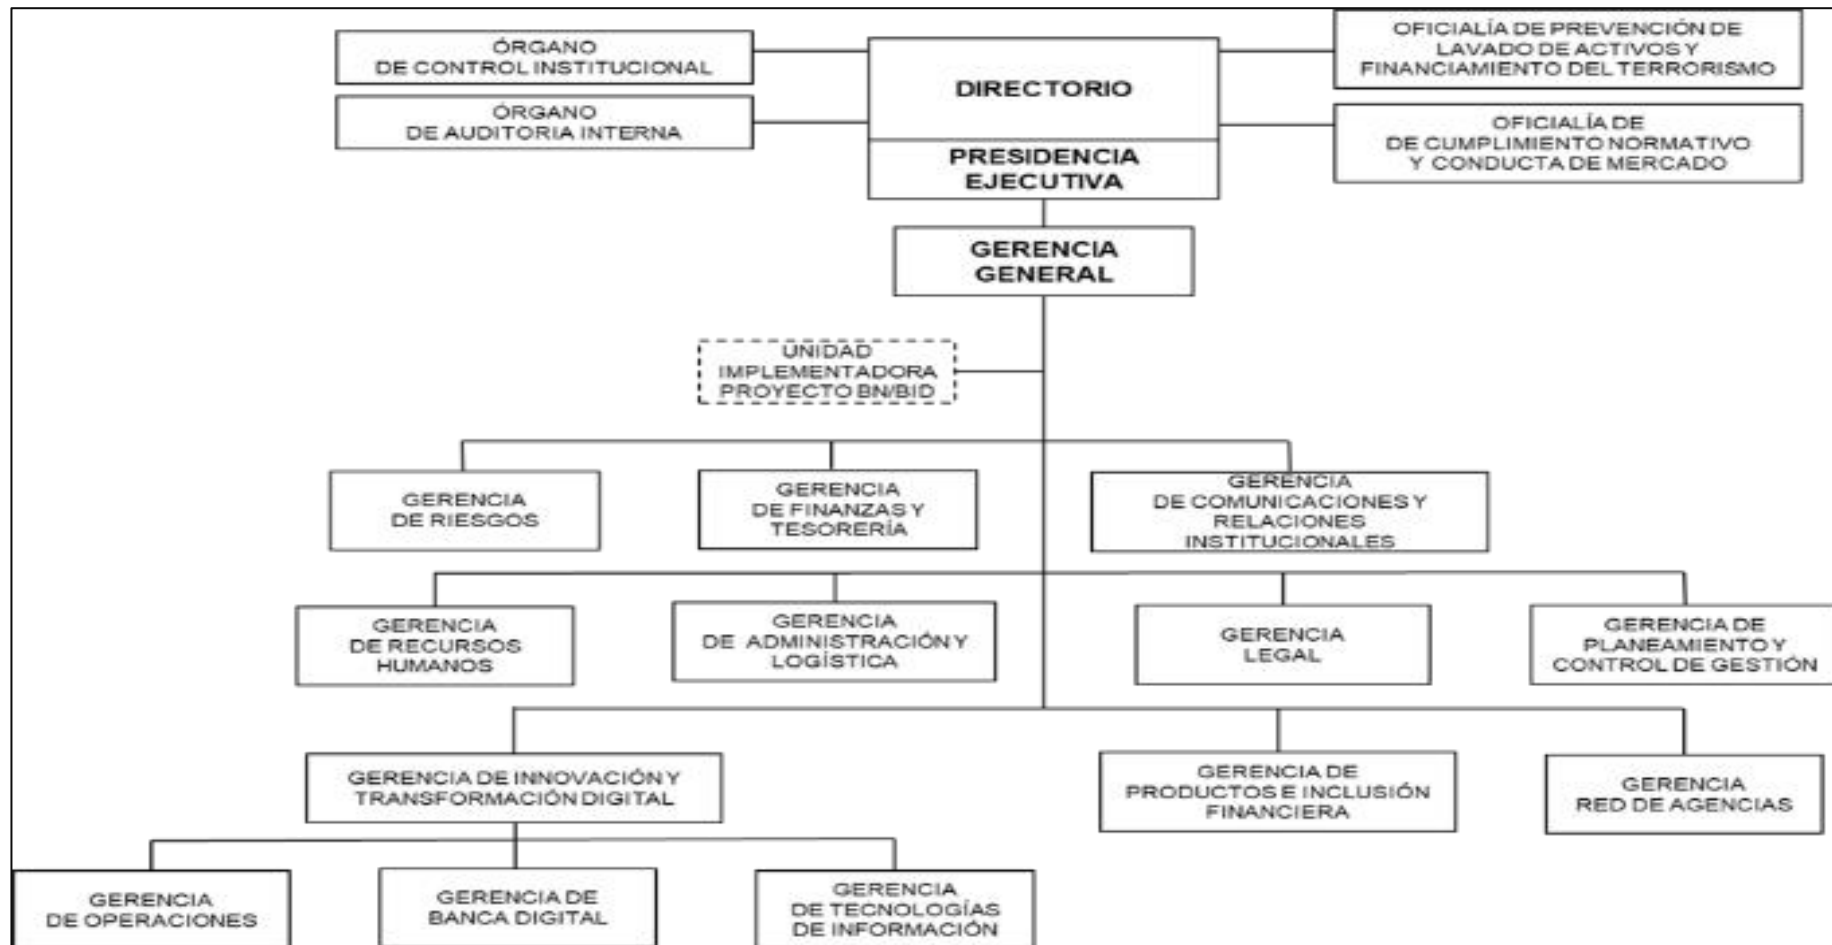 ÓRGANO
DE CONTROL INSTITUCIONAL
ÓRGANO
DE AUDITORIA INTERNA
DIRECTORIO
PRESIDENCIA
EJECUTIVA
OFICIALÍA DE PREVENCIÓN DE
LAVADO DE ACTIVOS Y
FINANCIAMIENTO DEL TERRORISMO
OFICIALÍA DE
DE CUMPLIMIENTO NORMATIVO
Y CONDUCTA DE MERCADO
GERENCIA
GENERAL
UNIDAD
IMPLEMENTADORA
PROYECTO BN/BID
GERENCIA
DE RIESGOS
GERENCIA
DE FINANZAS Y
TESORERÍA
GERENCIA
DE COMUNICACIONES Y
RELACIONES
INSTITUCIONALES
GERENCIA
DE RECURSOS
HUMANOS
GERENCIA
DE ADMINISTRACIÓN Y
LOGÍSTICA
GERENCIA
LEGAL
GERENCIA DE
PLANEAMIENTO Y
CONTROL DE GESTIÓN
GERENCIA DE INNOVACIÓN Y
TRANSFORMACIÓN DIGITAL
GERENCIA DE
PRODUCTOS E INCLUSIÓN
FINANCIERA
GERENCIA
RED DE AGENCIAS
GERENCIA
DE OPERACIONES
GERENCIA DE
BANCA DIGITAL
GERENCIA
DE TECNOLOGÍAS
DE INFORMACIÓN